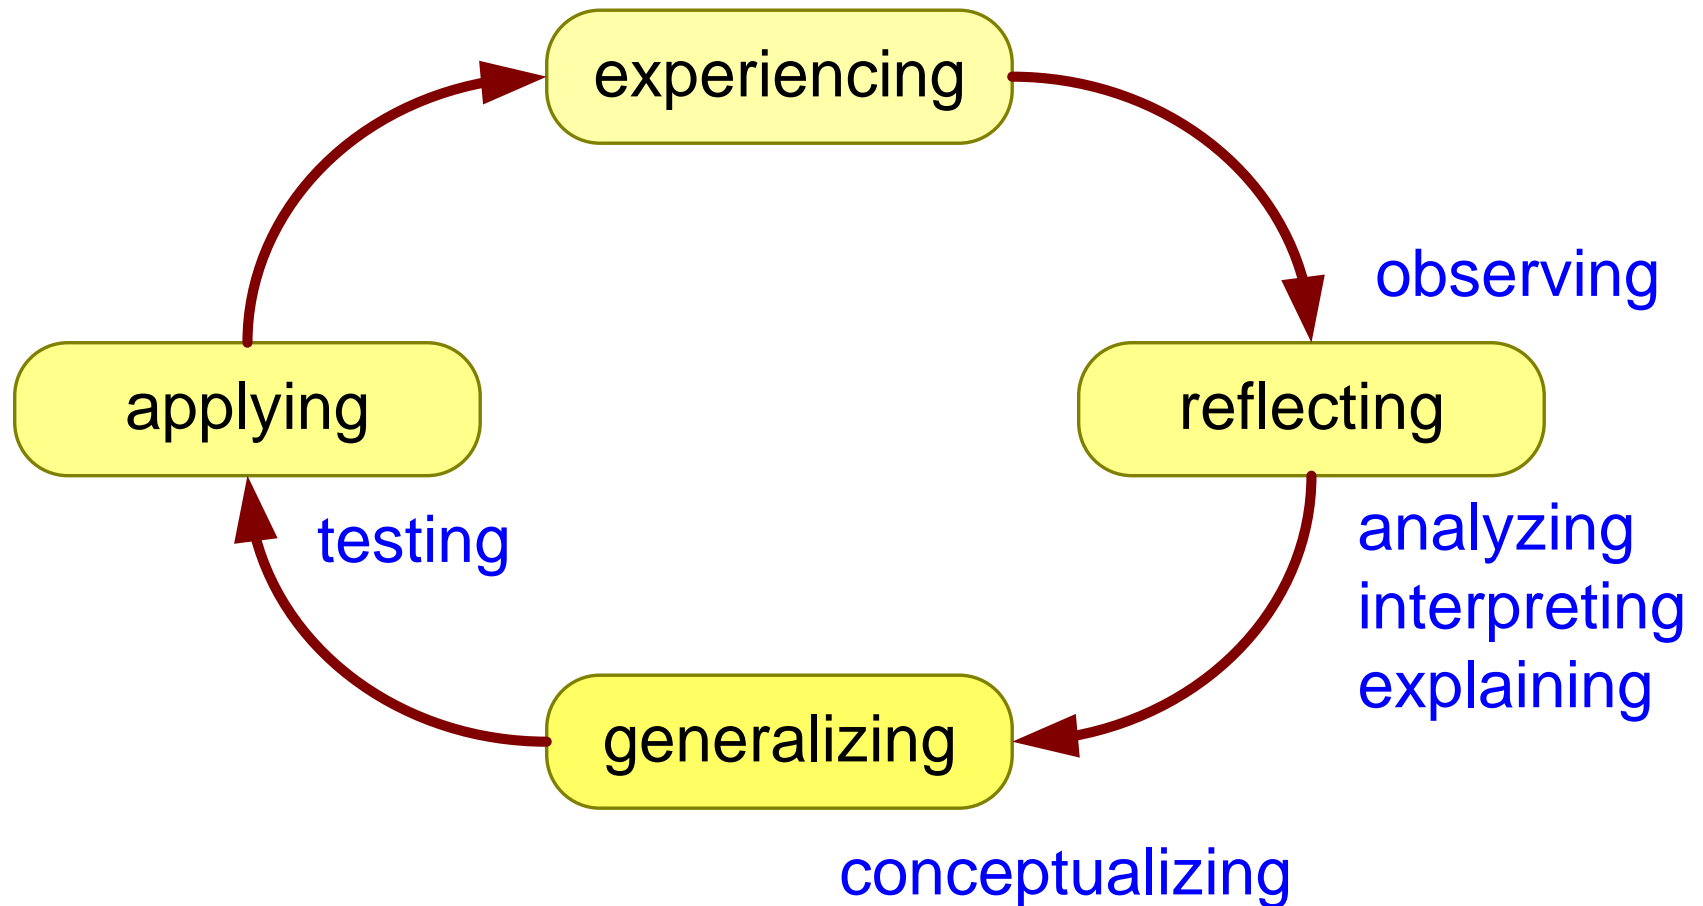 experiencing
observing
applying
reflecting
testing
analyzing
interpreting
explaining
generalizing
conceptualizing